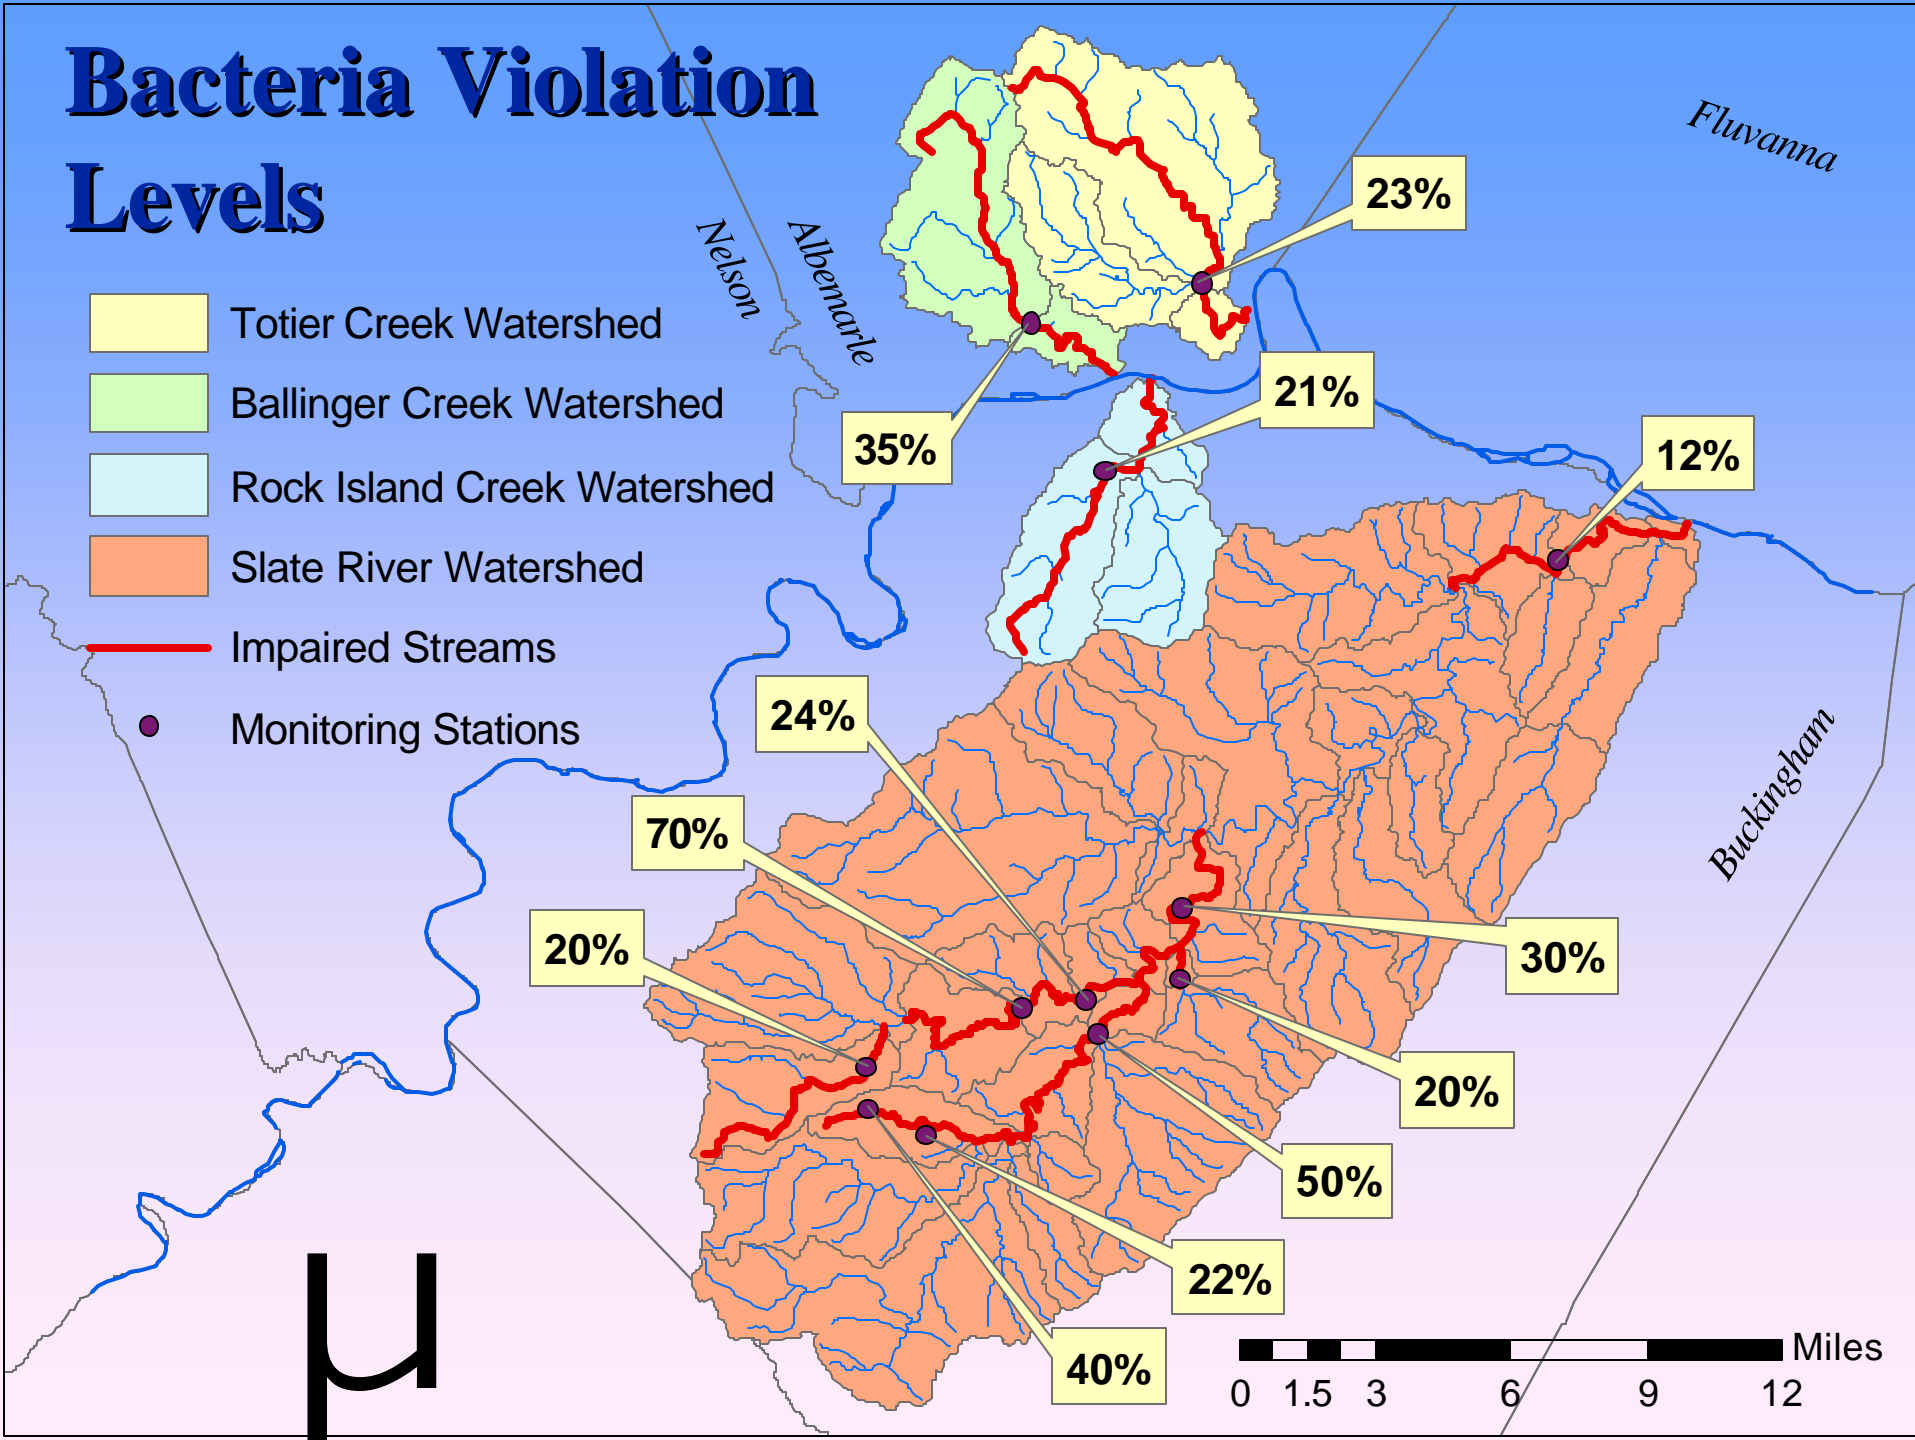 Bacteria Violation
Levels
Fluvanna
Nelson
Albemarle
Buckingham
Totier Creek Watershed
Ballinger Creek Watershed
Rock Island Creek Watershed
Slate River Watershed
Impaired Streams
Monitoring Stations
23%
21%
35%
12%
24%
70%
20%
30%
20%
50%
22%
40%
µ
Miles
0 1.5 3 6 9 12